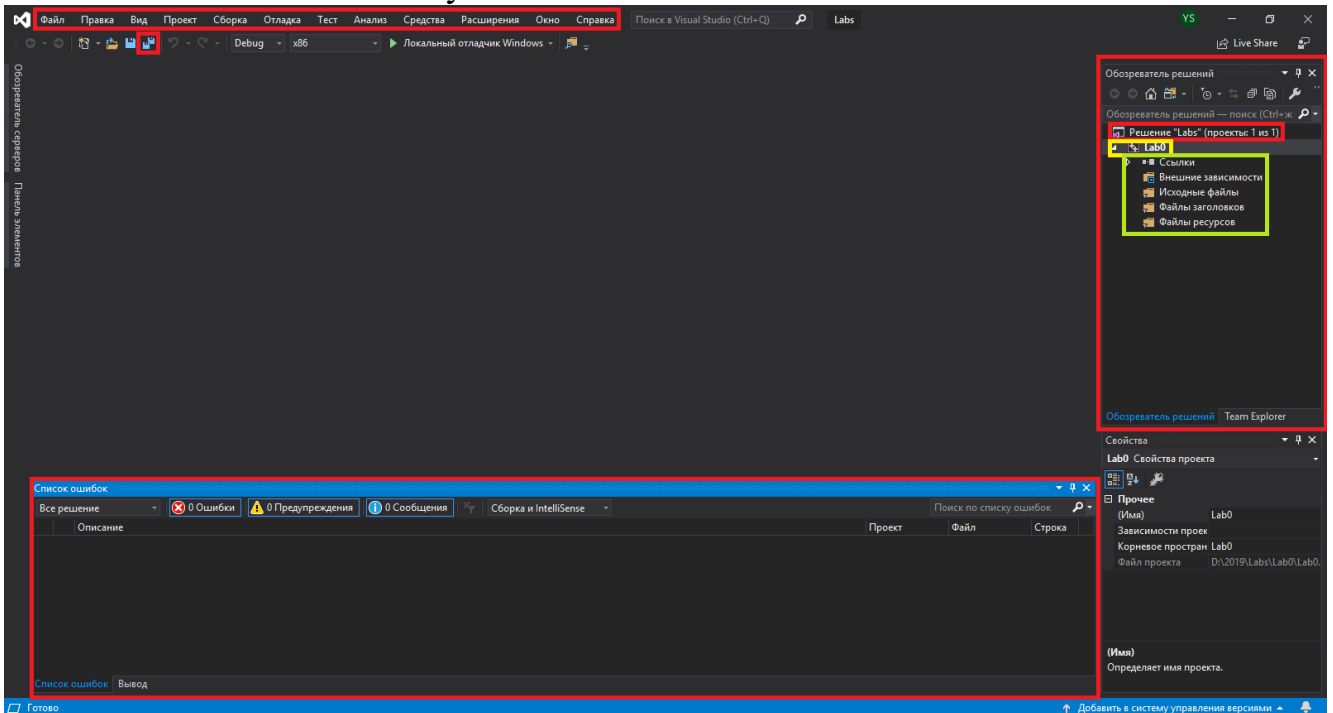 Файл Правка Вид Проект Сборка Отладка Тест Анализ Средства Расширения Окно Справка Поиск в Visual Studio (Ctrl+Q) Labs YS
Debug x86 Локальный отладчик Windows Live Share
Обозреватель серверов
Панель элементов
Обозреватель решений
Обозреватель решений — поиск (Ctrl+ж
Решение "Labs" (проекты: 1 из 1)
Lab0
Ссылки
Внешние зависимости
Исходные файлы
Файлы заголовков
Файлы ресурсов
Обозреватель решений Team Explorer
Свойства
Lab0 Свойства проекта
Прочее
(Имя) Lab0
Зависимости проек
Корневое простран Lab0
Файл проекта D:\2019\Labs\Lab0\Lab0.
(Имя)
Определяет имя проекта.
Список ошибок
Все решение 0 Ошибки 0 Предупреждения 0 Сообщения Сборка и IntelliSense Поиск по списку ошибок
Описание Проект Файл Строка
Список ошибок Вывод
Готово Добавить в систему управления версиями